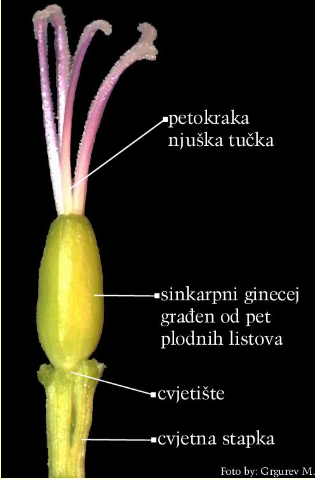 petokraka
njuška tučka
sinkarpni ginecej
građen od pet
plodnih listova
cvjetište
cvjetna stapka
Foto by: Grgurev M.